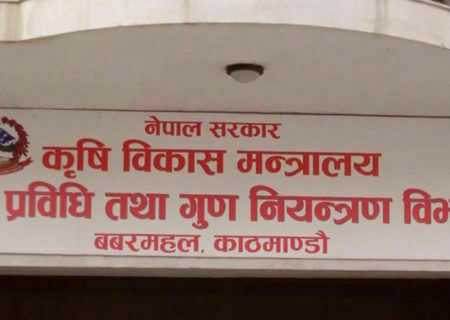 नेपाल सरकार
कृषि विकास मन्त्रालय
प्रविधि तथा गुण नियन्त्रण विभ
बबरमहल, काठमाण्डौ